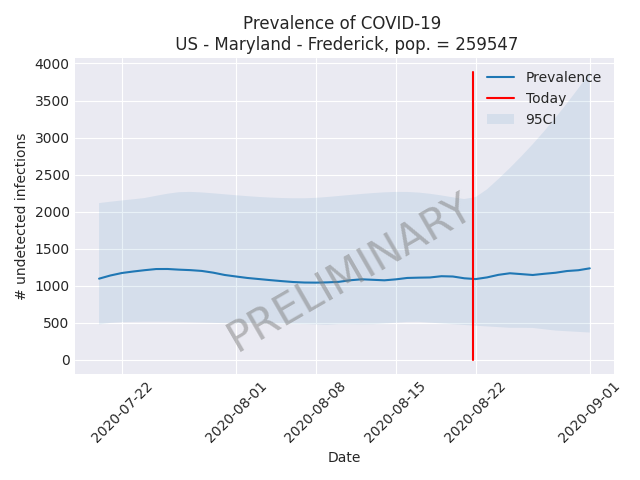 Prevalence of COVID-19
US - Maryland - Frederick, pop. = 259547
4000
3500
3000
2500
2000
1500
1000
500
0
# undetected infections
Prevalence
Today
95CI
PRELIMINARY
2020-07-22
2020-08-01
2020-08-08
2020-08-15
2020-08-22
2020-09-01
Date